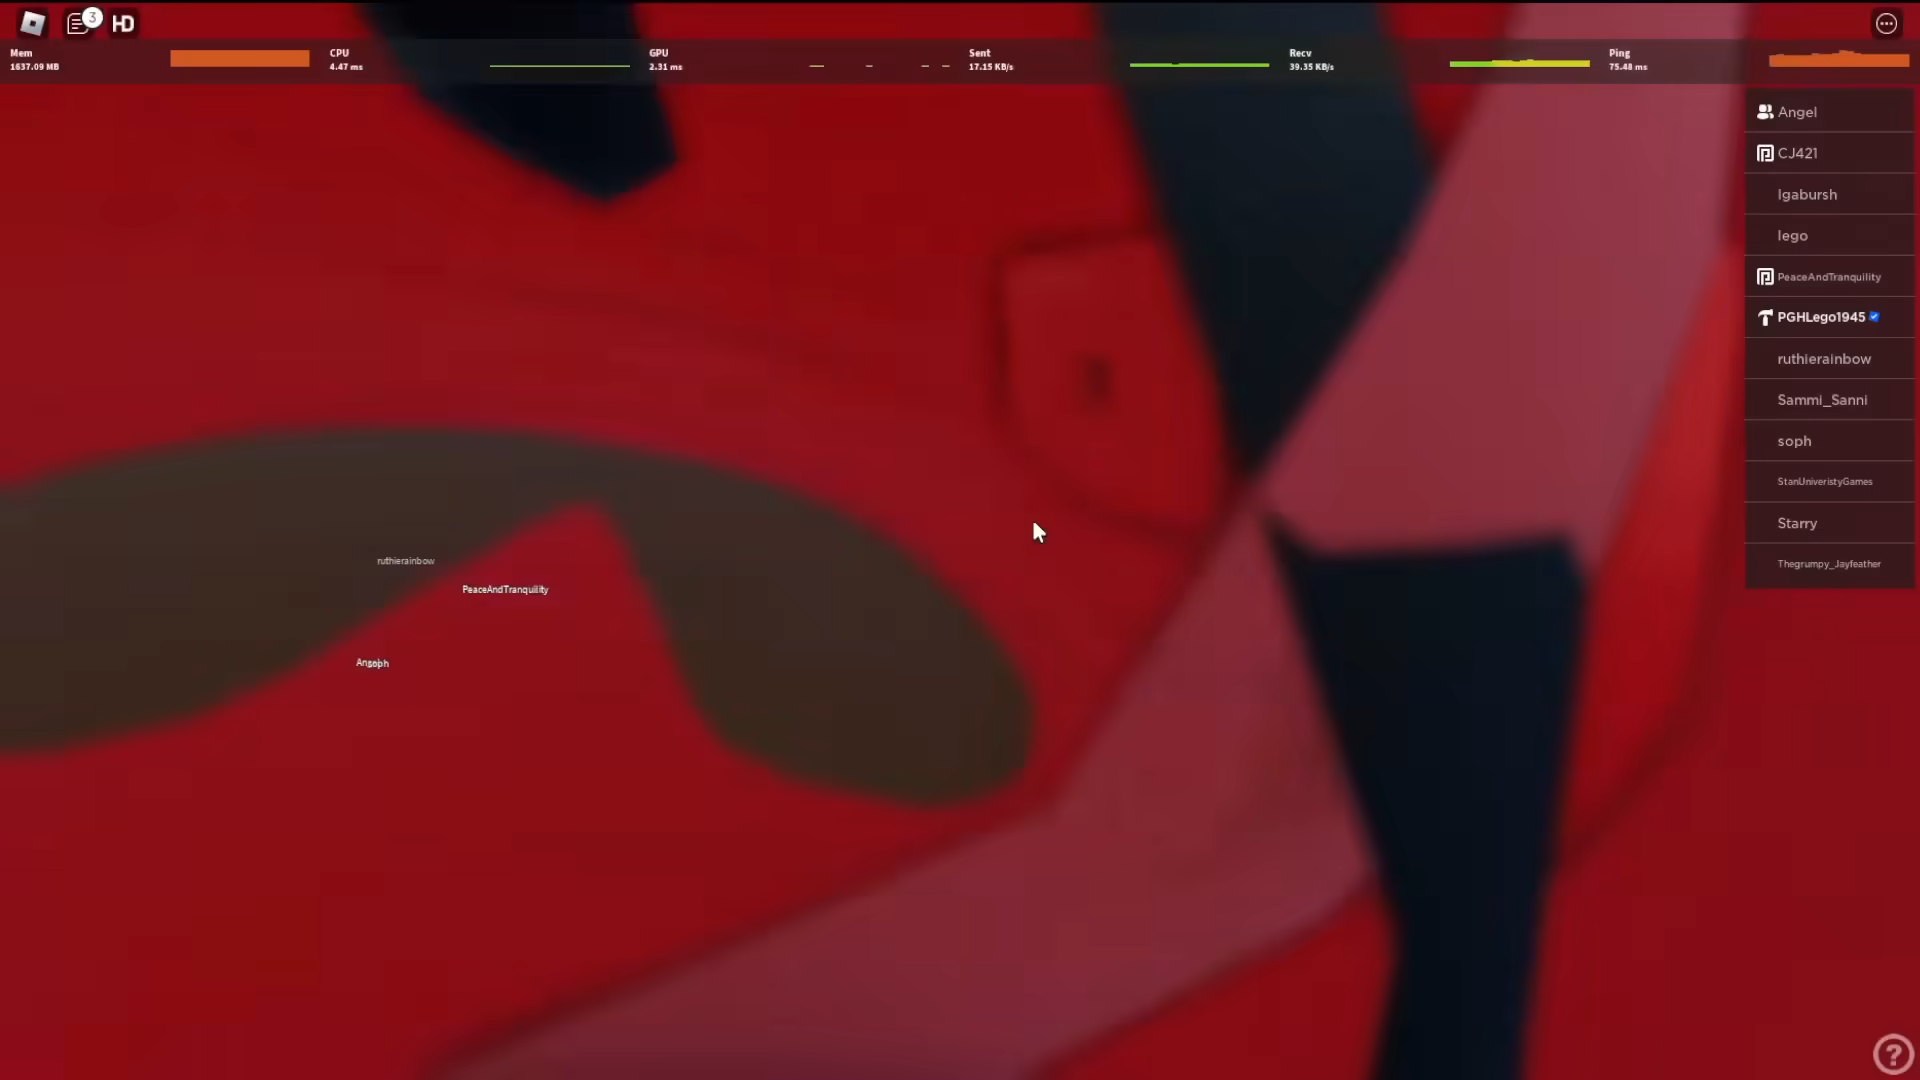 3
HD
Mem
1637.09 MB
CPU
4.47 ms
GPU
2.31 ms
Sent
17.15 KB/s
Recv
39.35 KB/s
Ping
75.48 ms
Angel
CJ421
lgabursh
lego
PeaceAndTranquility
PGHLego1945
ruthierainbow
Sammi_Sanni
soph
StanUniveristyGames
Starry
Thegrumpy_Jayfeather
ruthierainbow
PeaceAndTranquility
soph
?